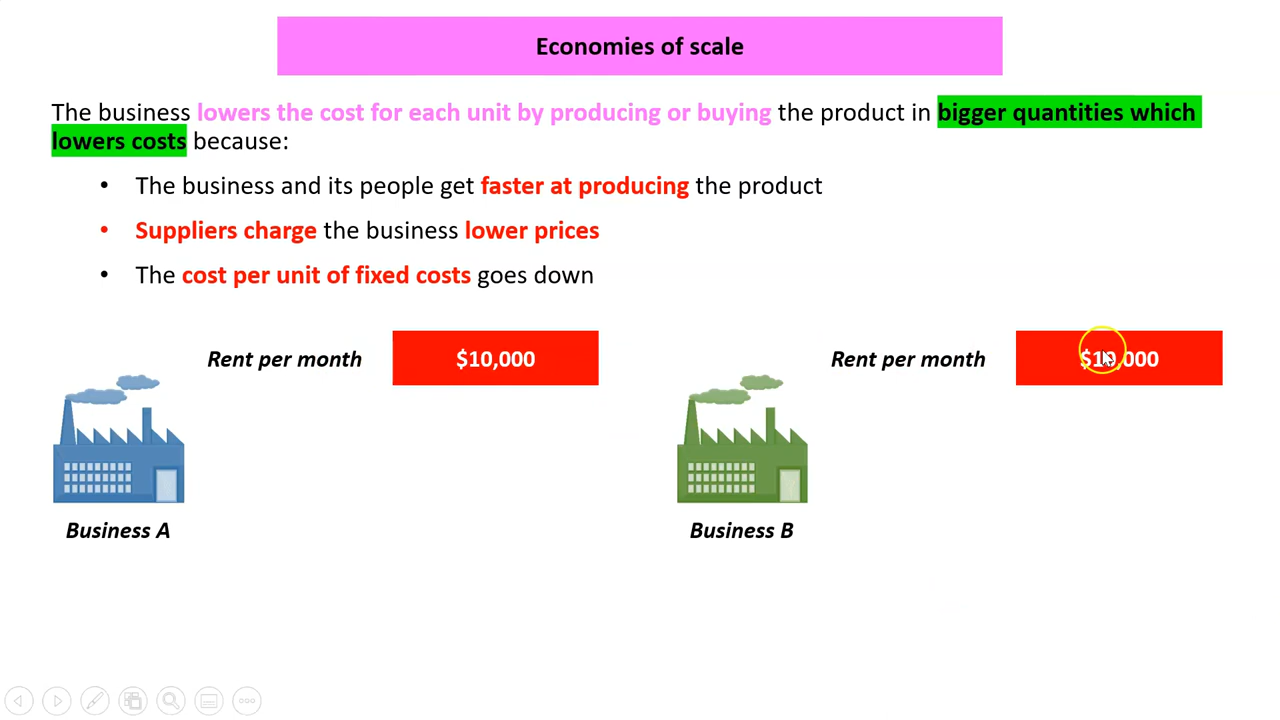 Economies of scale
The business lowers the cost for each unit by producing or buying the product in bigger quantities which
lowers costs because:
• The business and its people get faster at producing the product
• Suppliers charge the business lower prices
• The cost per unit of fixed costs goes down
Rent per month $10,000
Rent per month $10,000
Business A
Business B